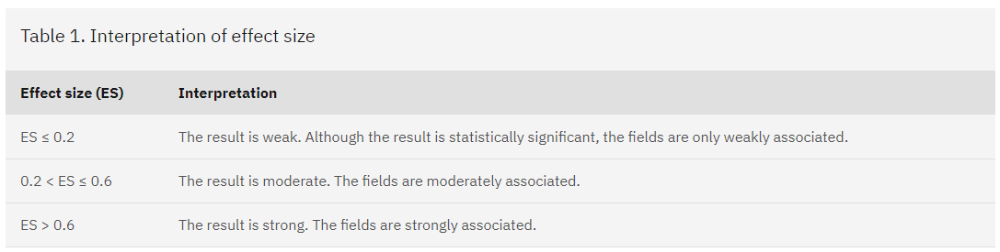 Table 1. Interpretation of effect size
Effect size (ES) Interpretation
ES ≤ 0.2 The result is weak. Although the result is statistically significant, the fields are only weakly associated.
0.2 < ES ≤ 0.6 The result is moderate. The fields are moderately associated.
ES > 0.6 The result is strong. The fields are strongly associated.